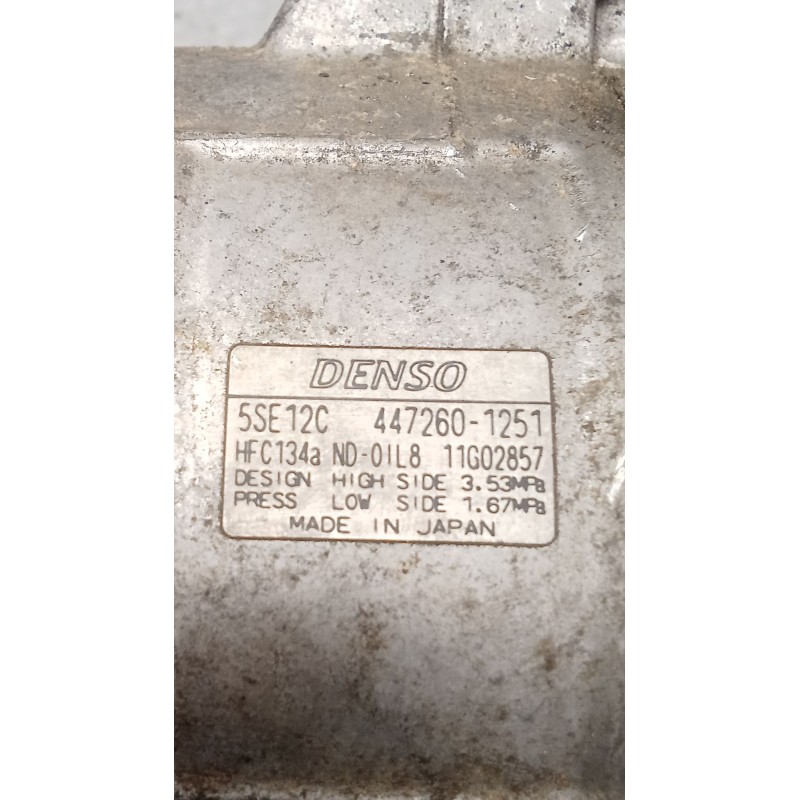 DENSO
5SE12C 447260-1251
HFC134a ND-OIL8 11G02857
DESIGN HIGH SIDE 3.53MPa
PRESS LOW SIDE 1.67MPa
MADE IN JAPAN